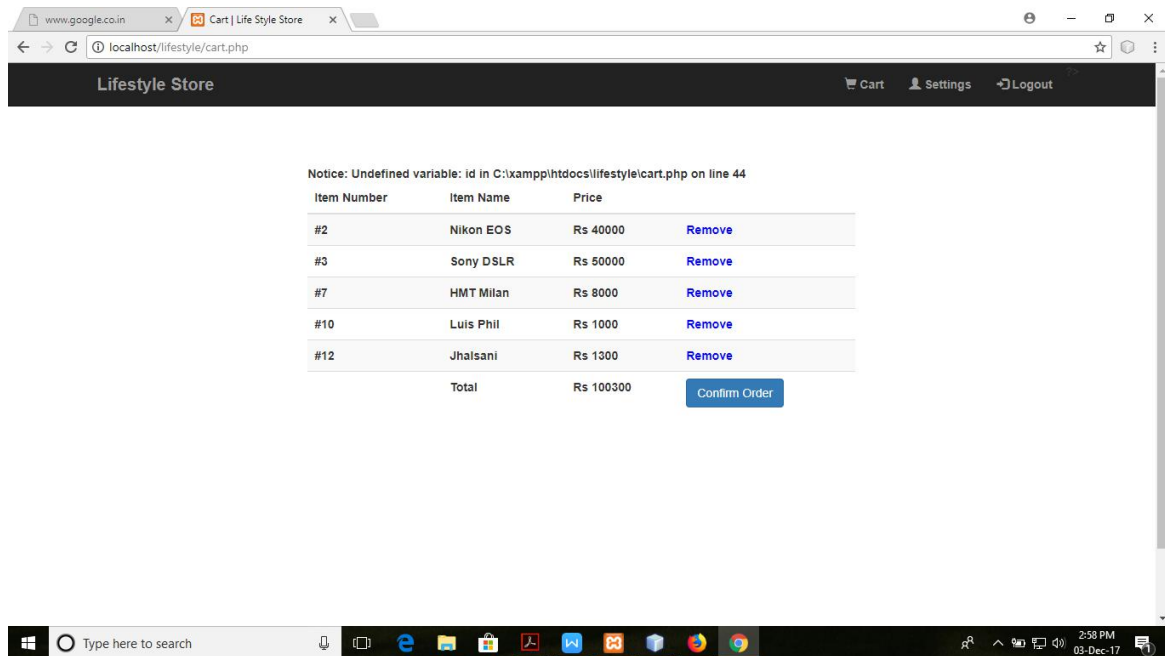 www.google.co.in
Cart | Life Style Store
localhost/lifestyle/cart.php
Lifestyle Store Cart Settings Logout ?>
Notice: Undefined variable: id in C:\xampp\htdocs\lifestyle\cart.php on line 44
Item Number Item Name Price
#2 Nikon EOS Rs 40000 Remove
#3 Sony DSLR Rs 50000 Remove
#7 HMT Milan Rs 8000 Remove
#10 Luis Phil Rs 1000 Remove
#12 Jhalsani Rs 1300 Remove
Total Rs 100300 Confirm Order
Type here to search
2:58 PM
03-Dec-17